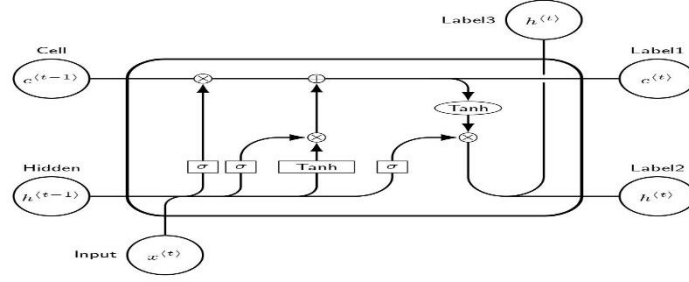 Label3
h⟨t⟩
Cell
Label1
c⟨t−1⟩
c⟨t⟩
×
+
Tanh
×
×
Hidden
Label2
σ
σ
Tanh
σ
h⟨t−1⟩
h⟨t⟩
Input
x⟨t⟩